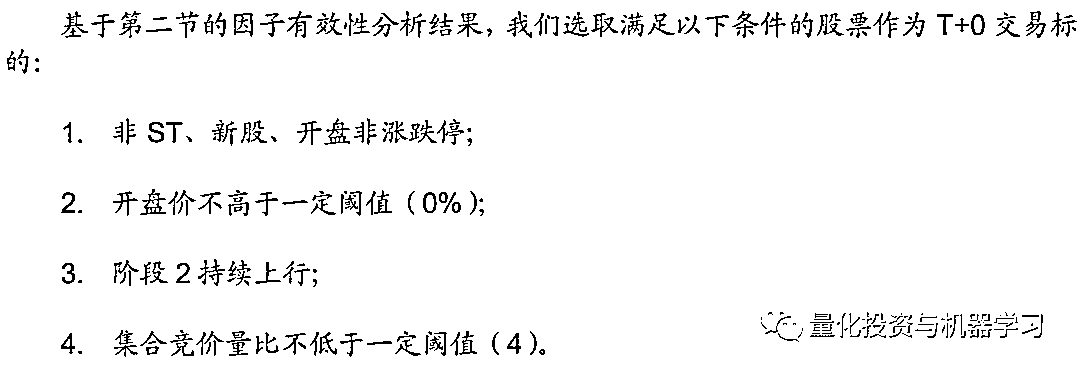 基于第二节的因子有效性分析结果，我们选取满足以下条件的股票作为 T+0 交易标
的：
1. 非 ST、新股、开盘非涨跌停；
2. 开盘价不高于一定阈值（0%）；
3. 阶段 2 持续上行；
4. 集合竞价量比不低于一定阈值（4）。
量化投资与机器学习